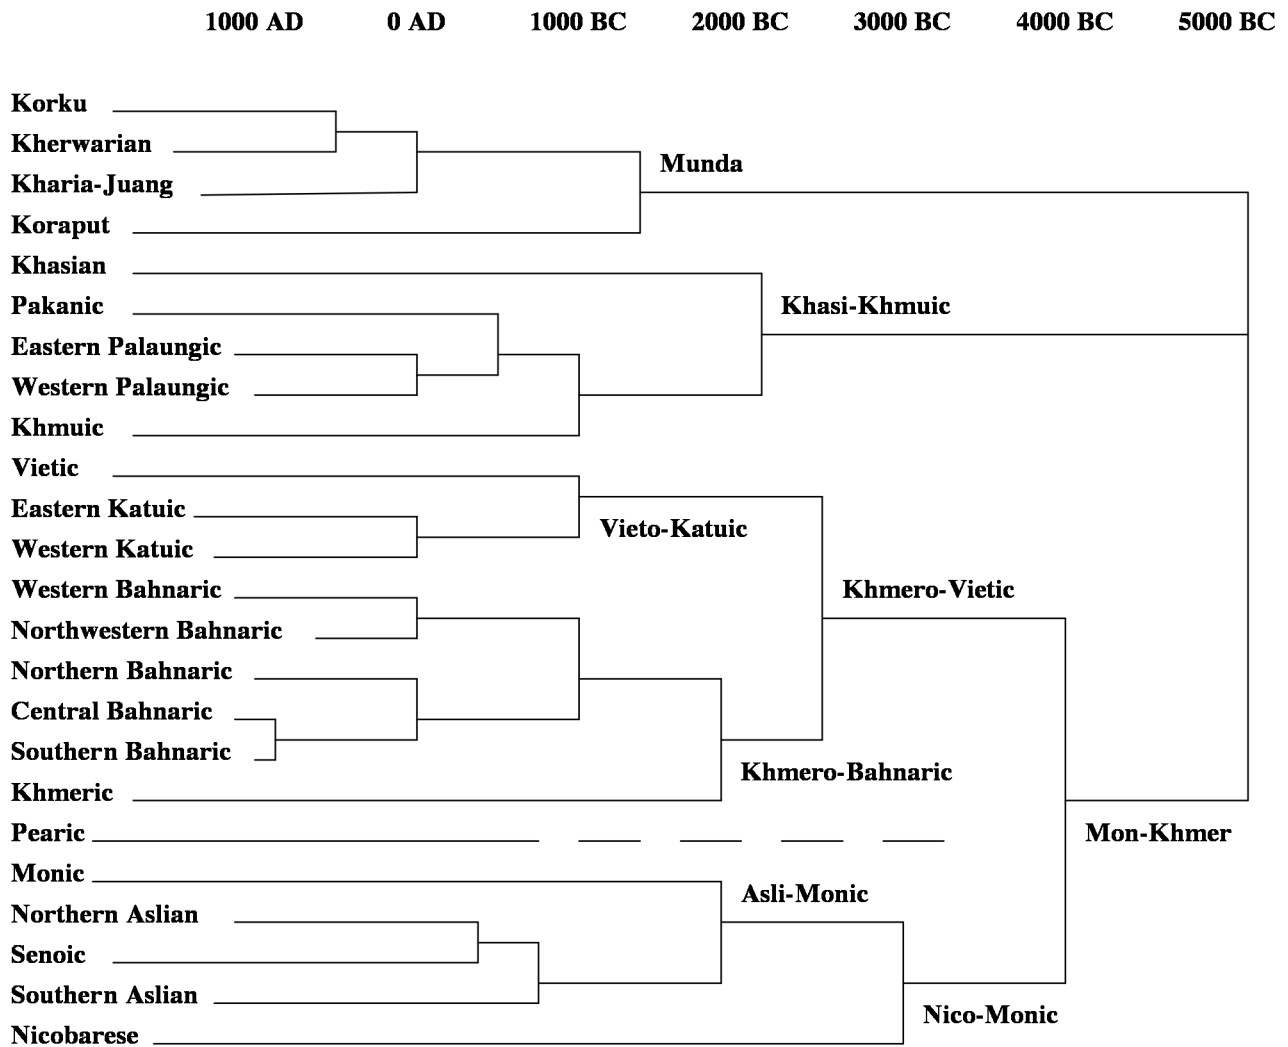 1000 AD 0 AD 1000 BC 2000 BC 3000 BC 4000 BC 5000 BC
Korku
Kherwarian
Munda
Kharia-Juang
Koraput
Khasian
Pakanic
Khasi-Khmuic
Eastern Palaungic
Western Palaungic
Khmuic
Vietic
Eastern Katuic
Vieto-Katuic
Western Katuic
Western Bahnaric
Khmero-Vietic
Northwestern Bahnaric
Northern Bahnaric
Central Bahnaric
Southern Bahnaric
Khmero-Bahnaric
Khmeric
Pearic
Mon-Khmer
Monic
Asli-Monic
Northern Aslian
Senoic
Southern Aslian
Nico-Monic
Nicobarese